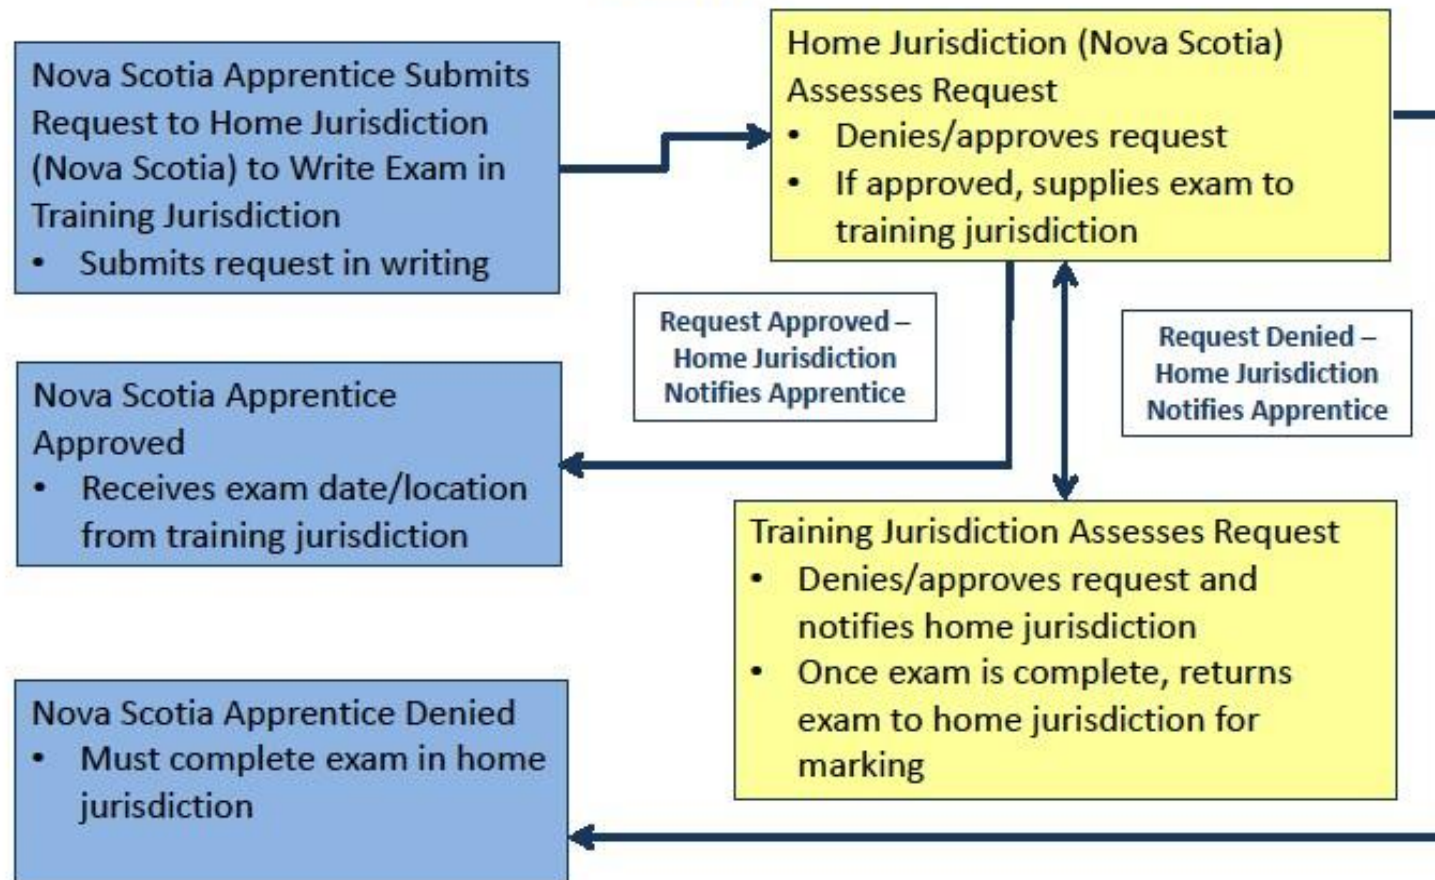 Nova Scotia Apprentice Submits
Request to Home Jurisdiction
(Nova Scotia) to Write Exam in
Training Jurisdiction
• Submits request in writing
Home Jurisdiction (Nova Scotia)
Assesses Request
• Denies/approves request
• If approved, supplies exam to
training jurisdiction
Request Approved –
Home Jurisdiction
Notifies Apprentice
Request Denied –
Home Jurisdiction
Notifies Apprentice
Nova Scotia Apprentice
Approved
• Receives exam date/location
from training jurisdiction
Training Jurisdiction Assesses Request
• Denies/approves request and
notifies home jurisdiction
• Once exam is complete, returns
exam to home jurisdiction for
marking
Nova Scotia Apprentice Denied
• Must complete exam in home
jurisdiction